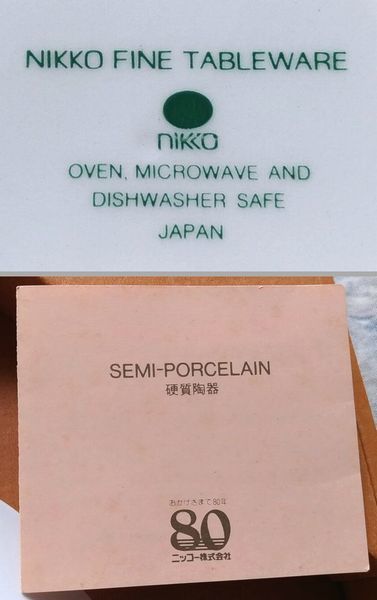 NIKKO FINE TABLEWARE
nikko
OVEN, MICROWAVE AND
DISHWASHER SAFE
JAPAN
SEMI-PORCELAIN
硬質陶器
おかげさまで80年
80
ニッコー株式会社